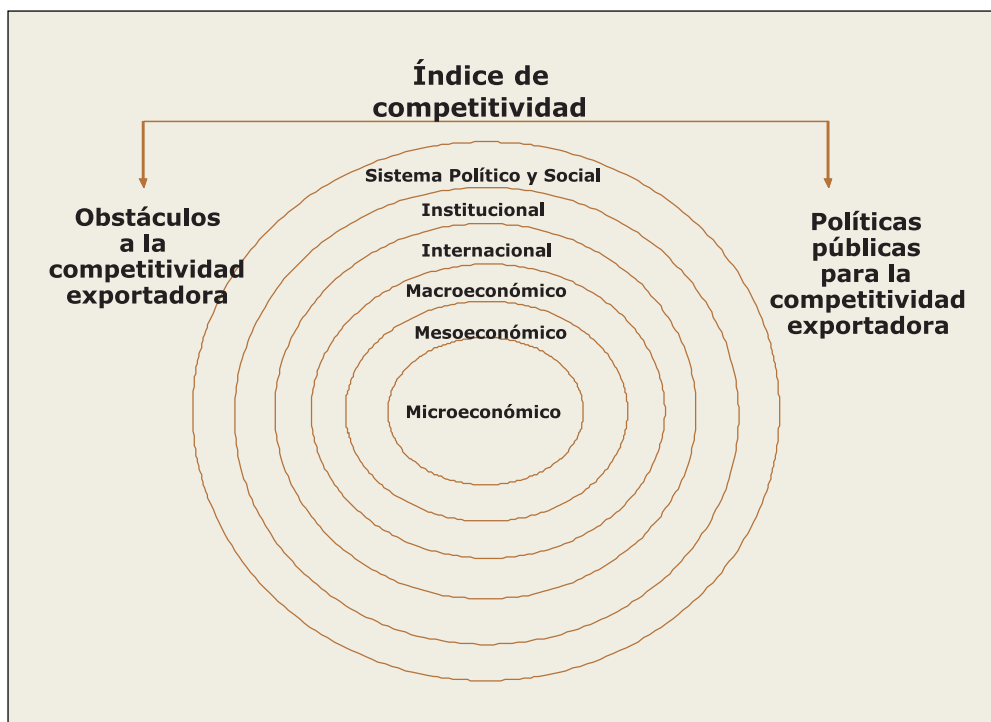 Índice de
competitividad
Sistema Político y Social
Institucional
Internacional
Macroeconómico
Mesoeconómico
Microeconómico
Obstáculos
a la
competitividad
exportadora
Políticas
públicas
para la
competitividad
exportadora